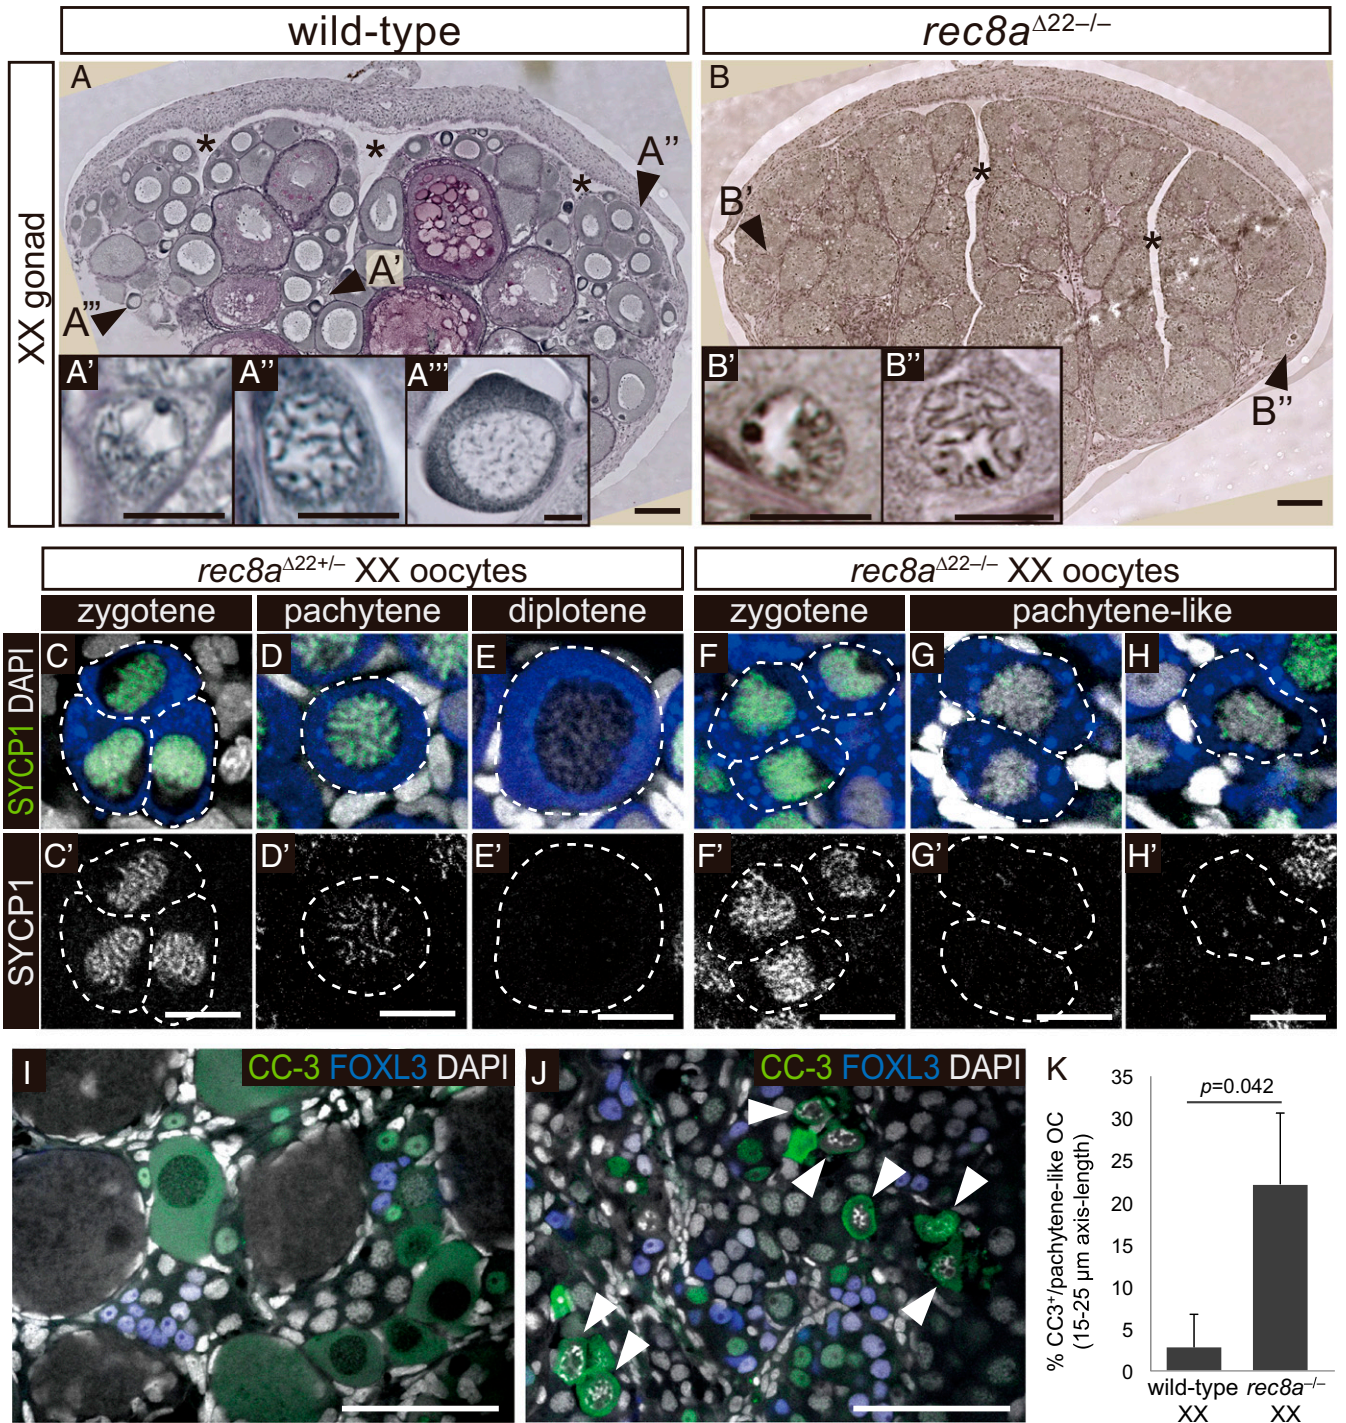 wild-type
rec8aΔ22–/–
XX gonad
A
*
*
*
A''
A'
A'''
A'
A''
A'''
B
*
*
B'
B''
B'
B''
rec8aΔ22+/– XX oocytes
rec8aΔ22–/– XX oocytes
zygotene
pachytene
diplotene
zygotene
pachytene-like
SYCP1 DAPI
C
D
E
F
G
H
SYCP1
C'
D'
E'
F'
G'
H'
I
CC-3 FOXL3 DAPI
J
CC-3 FOXL3 DAPI
K
% CC3+/pachytene-like OC
(15-25 µm axis-length)
35
30
25
20
15
10
5
0
p=0.042
wild-type
XX
rec8a–/–
XX